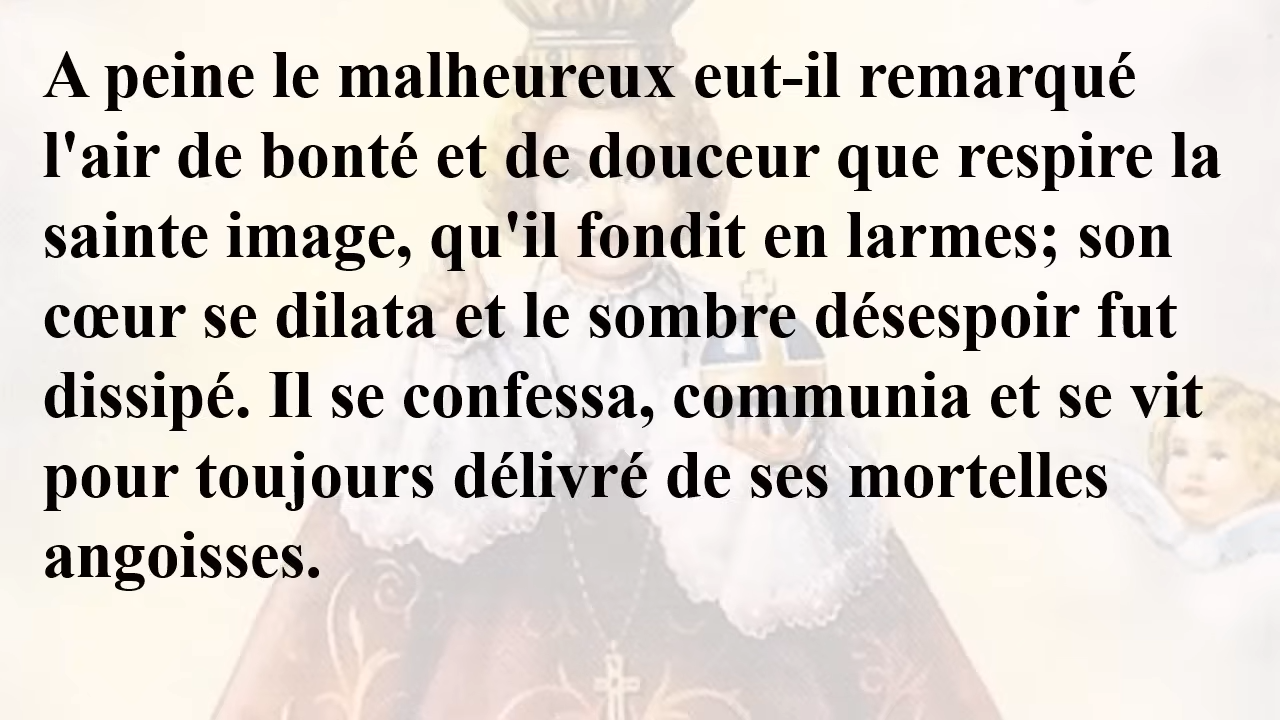 A peine le malheureux eut-il remarqué
l'air de bonté et de douceur que respire la
sainte image, qu'il fondit en larmes; son
cœur se dilata et le sombre désespoir fut
dissipé. Il se confessa, communia et se vit
pour toujours délivré de ses mortelles
angoisses.